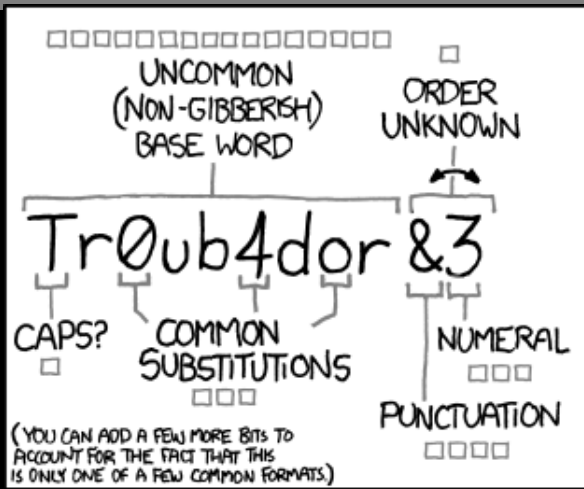 UNCOMMON
(NON-GIBBERISH)
BASE WORD
ORDER
UNKNOWN
Tr0ub4dor &3
CAPS?
COMMON
SUBSTITUTIONS
NUMERAL
PUNCTUATION
(YOU CAN ADD A FEW MORE BITS TO
ACCOUNT FOR THE FACT THAT THIS
IS ONLY ONE OF A FEW COMMON FORMATS.)